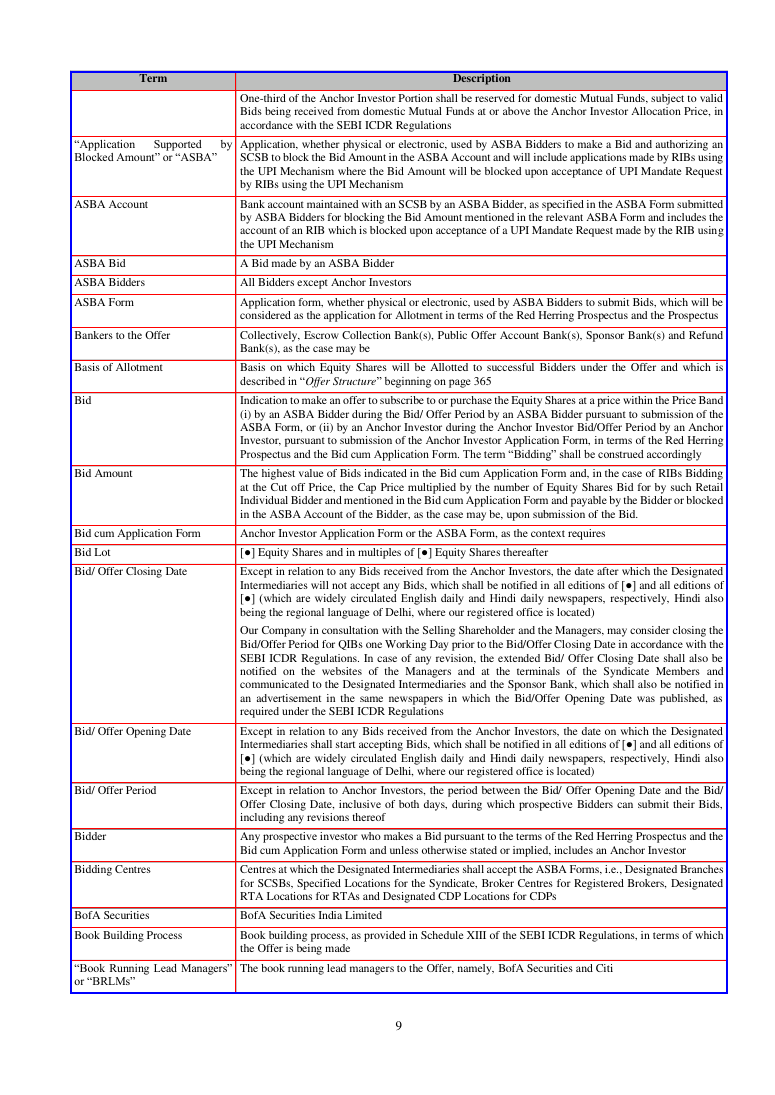 Term Description
One-third of the Anchor Investor Portion shall be reserved for domestic Mutual Funds, subject to valid
Bids being received from domestic Mutual Funds at or above the Anchor Investor Allocation Price, in
accordance with the SEBI ICDR Regulations
“Application Supported by
Blocked Amount” or “ASBA”
Application, whether physical or electronic, used by ASBA Bidders to make a Bid and authorizing an
SCSB to block the Bid Amount in the ASBA Account and will include applications made by RIBs using
the UPI Mechanism where the Bid Amount will be blocked upon acceptance of UPI Mandate Request
by RIBs using the UPI Mechanism
ASBA Account
Bank account maintained with an SCSB by an ASBA Bidder, as specified in the ASBA Form submitted
by ASBA Bidders for blocking the Bid Amount mentioned in the relevant ASBA Form and includes the
account of an RIB which is blocked upon acceptance of a UPI Mandate Request made by the RIB using
the UPI Mechanism
ASBA Bid
A Bid made by an ASBA Bidder
ASBA Bidders
All Bidders except Anchor Investors
ASBA Form
Application form, whether physical or electronic, used by ASBA Bidders to submit Bids, which will be
considered as the application for Allotment in terms of the Red Herring Prospectus and the Prospectus
Bankers to the Offer
Collectively, Escrow Collection Bank(s), Public Offer Account Bank(s), Sponsor Bank(s) and Refund
Bank(s), as the case may be
Basis of Allotment
Basis on which Equity Shares will be Allotted to successful Bidders under the Offer and which is
described in “Offer Structure” beginning on page 365
Bid
Indication to make an offer to subscribe to or purchase the Equity Shares at a price within the Price Band
(i) by an ASBA Bidder during the Bid/ Offer Period by an ASBA Bidder pursuant to submission of the
ASBA Form, or (ii) by an Anchor Investor during the Anchor Investor Bid/Offer Period by an Anchor
Investor, pursuant to submission of the Anchor Investor Application Form, in terms of the Red Herring
Prospectus and the Bid cum Application Form. The term “Bidding” shall be construed accordingly
Bid Amount
The highest value of Bids indicated in the Bid cum Application Form and, in the case of RIBs Bidding
at the Cut off Price, the Cap Price multiplied by the number of Equity Shares Bid for by such Retail
Individual Bidder and mentioned in the Bid cum Application Form and payable by the Bidder or blocked
in the ASBA Account of the Bidder, as the case may be, upon submission of the Bid.
Bid cum Application Form
Anchor Investor Application Form or the ASBA Form, as the context requires
Bid Lot
[●] Equity Shares and in multiples of [●] Equity Shares thereafter
Bid/ Offer Closing Date
Except in relation to any Bids received from the Anchor Investors, the date after which the Designated
Intermediaries will not accept any Bids, which shall be notified in all editions of [●] and all editions of
[●] (which are widely circulated English daily and Hindi daily newspapers, respectively, Hindi also
being the regional language of Delhi, where our registered office is located)
Our Company in consultation with the Selling Shareholder and the Managers, may consider closing the
Bid/Offer Period for QIBs one Working Day prior to the Bid/Offer Closing Date in accordance with the
SEBI ICDR Regulations. In case of any revision, the extended Bid/ Offer Closing Date shall also be
notified on the websites of the Managers and at the terminals of the Syndicate Members and
communicated to the Designated Intermediaries and the Sponsor Bank, which shall also be notified in
an advertisement in the same newspapers in which the Bid/Offer Opening Date was published, as
required under the SEBI ICDR Regulations
Bid/ Offer Opening Date
Except in relation to any Bids received from the Anchor Investors, the date on which the Designated
Intermediaries shall start accepting Bids, which shall be notified in all editions of [●] and all editions of
[●] (which are widely circulated English daily and Hindi daily newspapers, respectively, Hindi also
being the regional language of Delhi, where our registered office is located)
Bid/ Offer Period
Except in relation to Anchor Investors, the period between the Bid/ Offer Opening Date and the Bid/
Offer Closing Date, inclusive of both days, during which prospective Bidders can submit their Bids,
including any revisions thereof
Bidder
Any prospective investor who makes a Bid pursuant to the terms of the Red Herring Prospectus and the
Bid cum Application Form and unless otherwise stated or implied, includes an Anchor Investor
Bidding Centres
Centres at which the Designated Intermediaries shall accept the ASBA Forms, i.e., Designated Branches
for SCSBs, Specified Locations for the Syndicate, Broker Centres for Registered Brokers, Designated
RTA Locations for RTAs and Designated CDP Locations for CDPs
BofA Securities
BofA Securities India Limited
Book Building Process
Book building process, as provided in Schedule XIII of the SEBI ICDR Regulations, in terms of which
the Offer is being made
“Book Running Lead Managers”
or “BRLMs”
The book running lead managers to the Offer, namely, BofA Securities and Citi
9